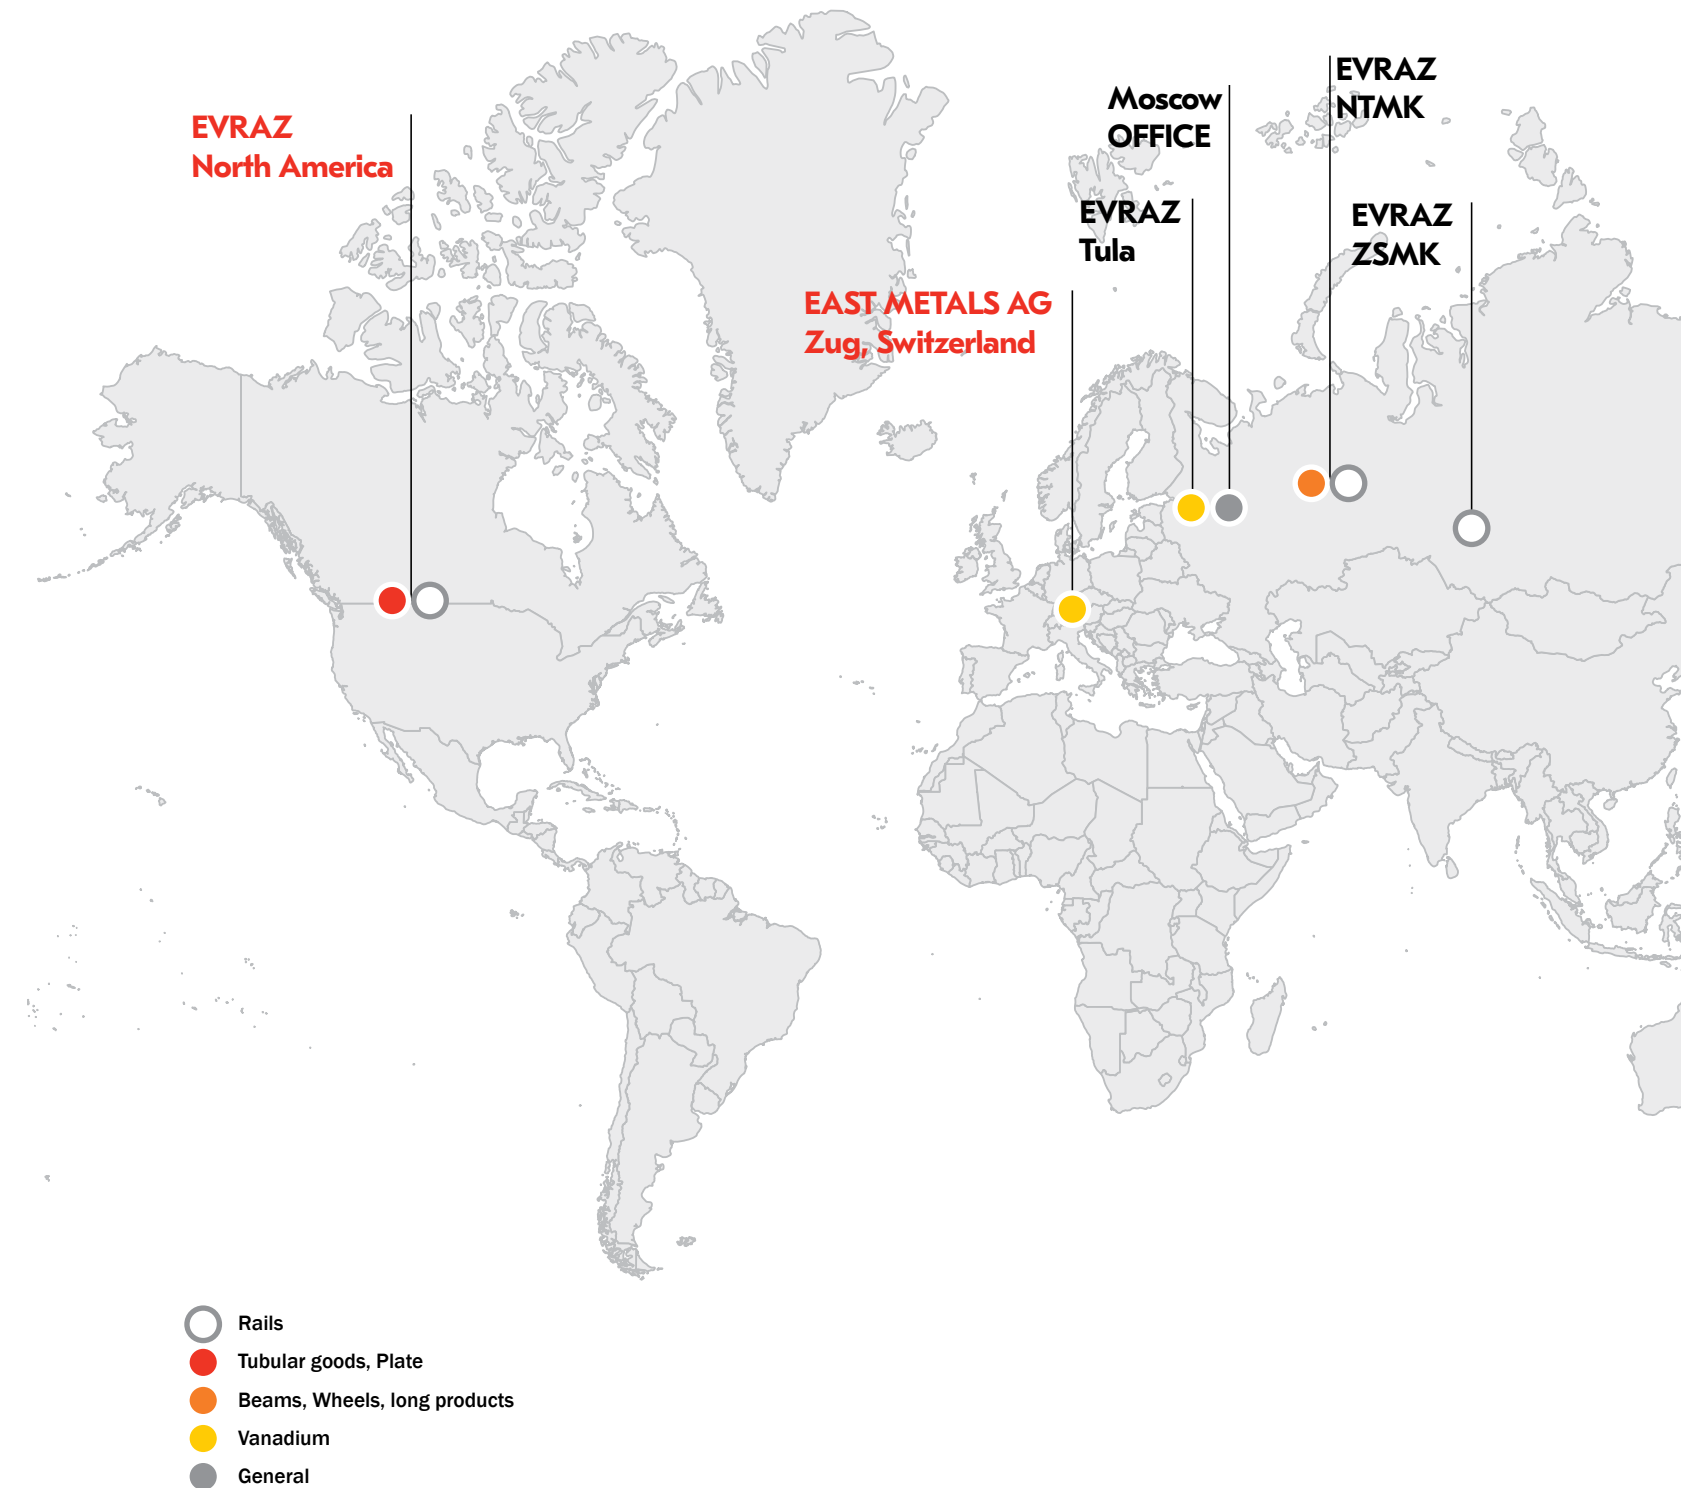 EVRAZ
North America
EAST METALS AG
Zug, Switzerland
EVRAZ
Tula
Moscow
OFFICE
EVRAZ
NTMK
EVRAZ
ZSMK
Rails
Tubular goods, Plate
Beams, Wheels, long products
Vanadium
General